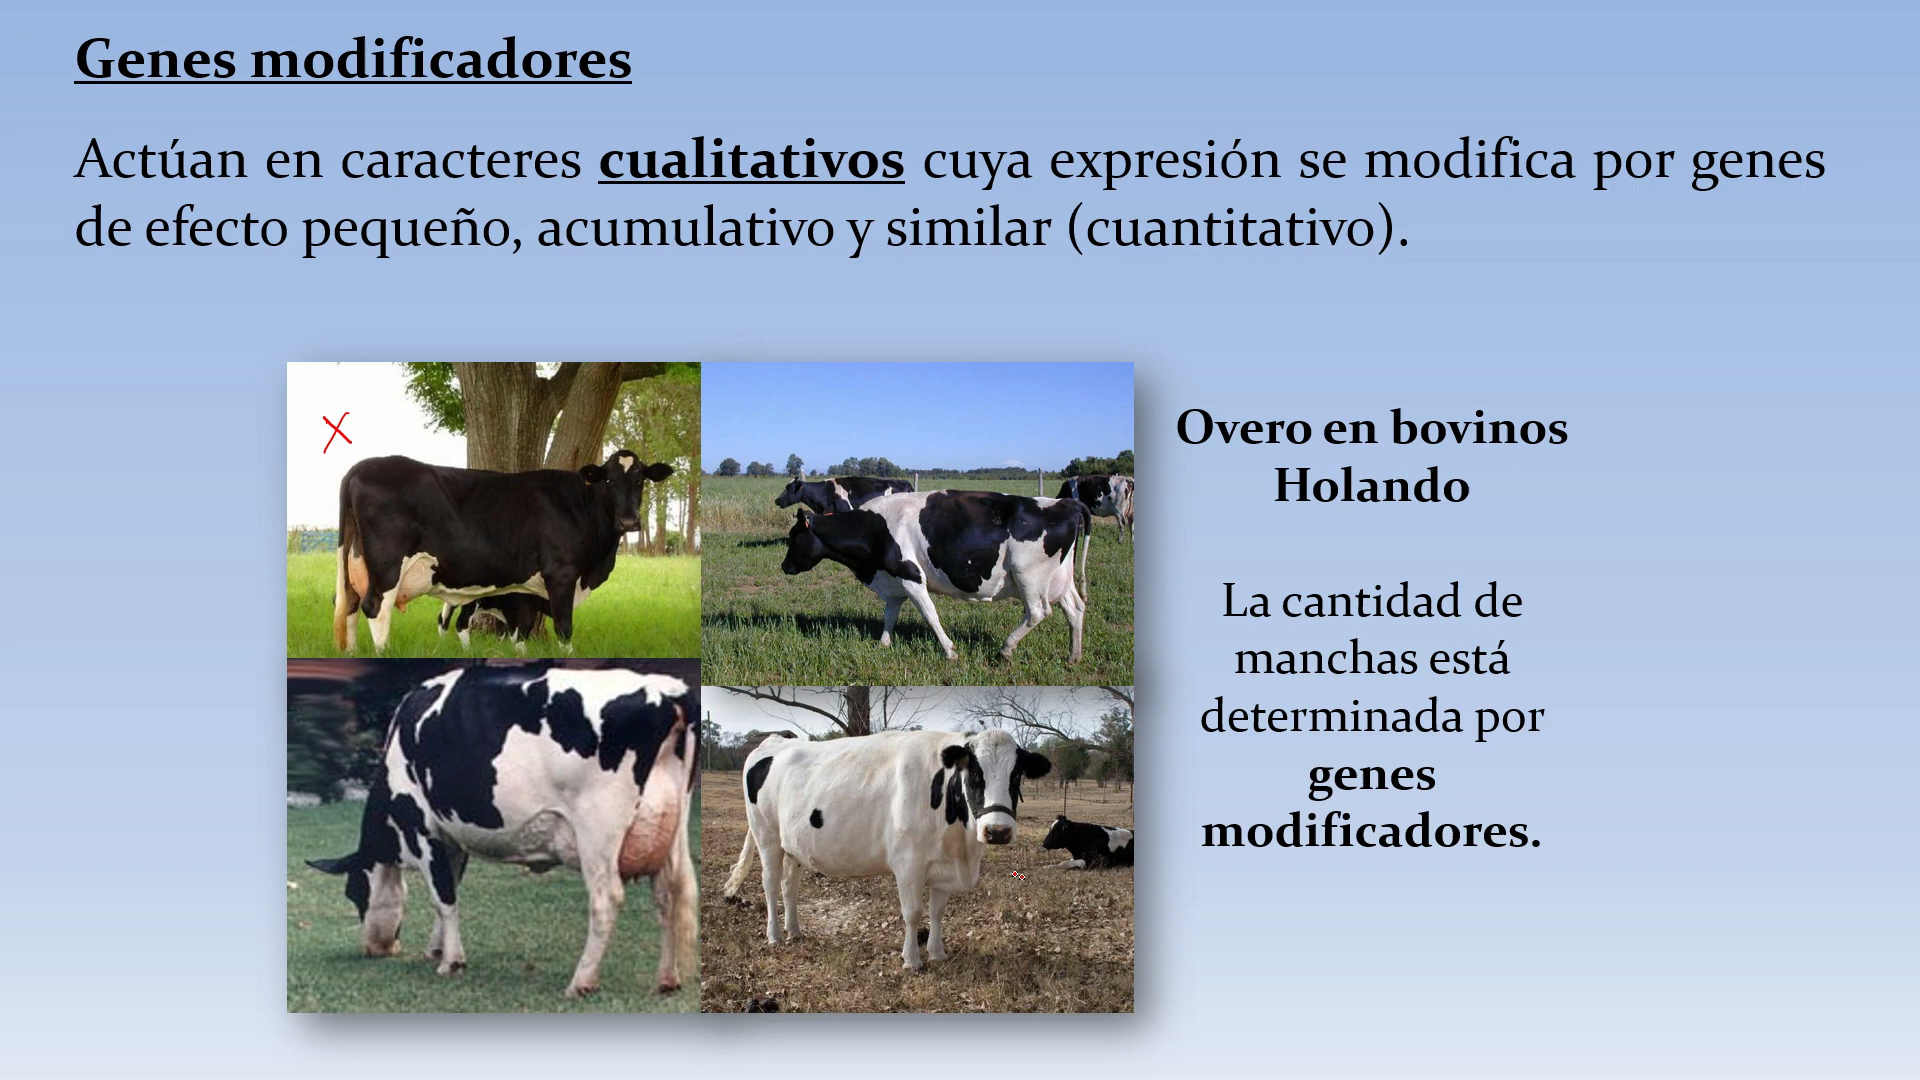 Genes modificadores
Actúan en caracteres cualitativos cuya expresión se modifica por genes
de efecto pequeño, acumulativo y similar (cuantitativo).
Overo en bovinos
Holando
La cantidad de
manchas está
determinada por
genes
modificadores.